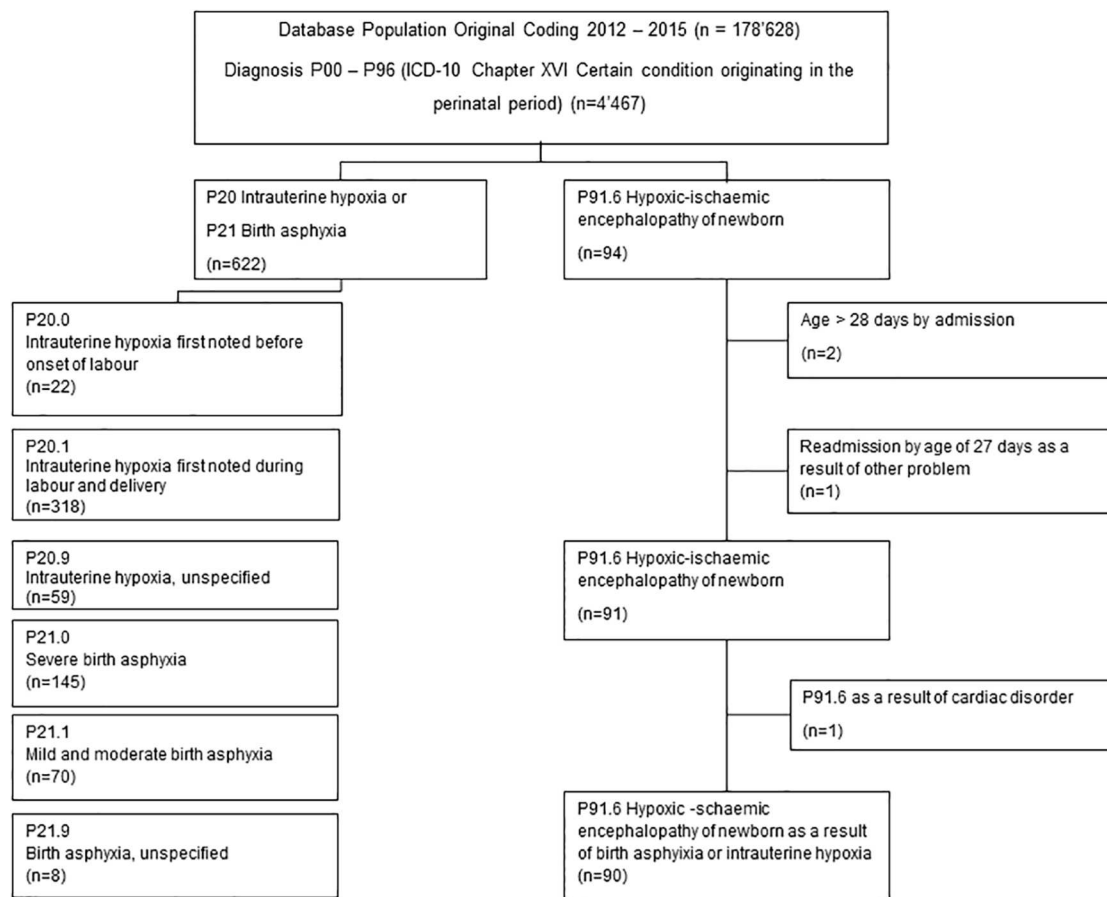 Database Population Original Coding 2012 – 2015 (n = 178'628)
Diagnosis P00 – P96 (ICD-10 Chapter XVI Certain condition originating in the
perinatal period) (n=4'467)
P20 Intrauterine hypoxia or
P21 Birth asphyxia
(n=622)
P20.0
Intrauterine hypoxia first noted before
onset of labour
(n=22)
P20.1
Intrauterine hypoxia first noted during
labour and delivery
(n=318)
P20.9
Intrauterine hypoxia, unspecified
(n=59)
P21.0
Severe birth asphyxia
(n=145)
P21.1
Mild and moderate birth asphyxia
(n=70)
P21.9
Birth asphyxia, unspecified
(n=8)
P91.6 Hypoxic-ischaemic
encephalopathy of newborn
(n=94)
Age > 28 days by admission
(n=2)
Readmission by age of 27 days as a
result of other problem
(n=1)
P91.6 Hypoxic-ischaemic
encephalopathy of newborn
(n=91)
P91.6 as a result of cardiac disorder
(n=1)
P91.6 Hypoxic -schaemic
encephalopathy of newborn as a result
of birth asphyixia or intrauterine hypoxia
(n=90)